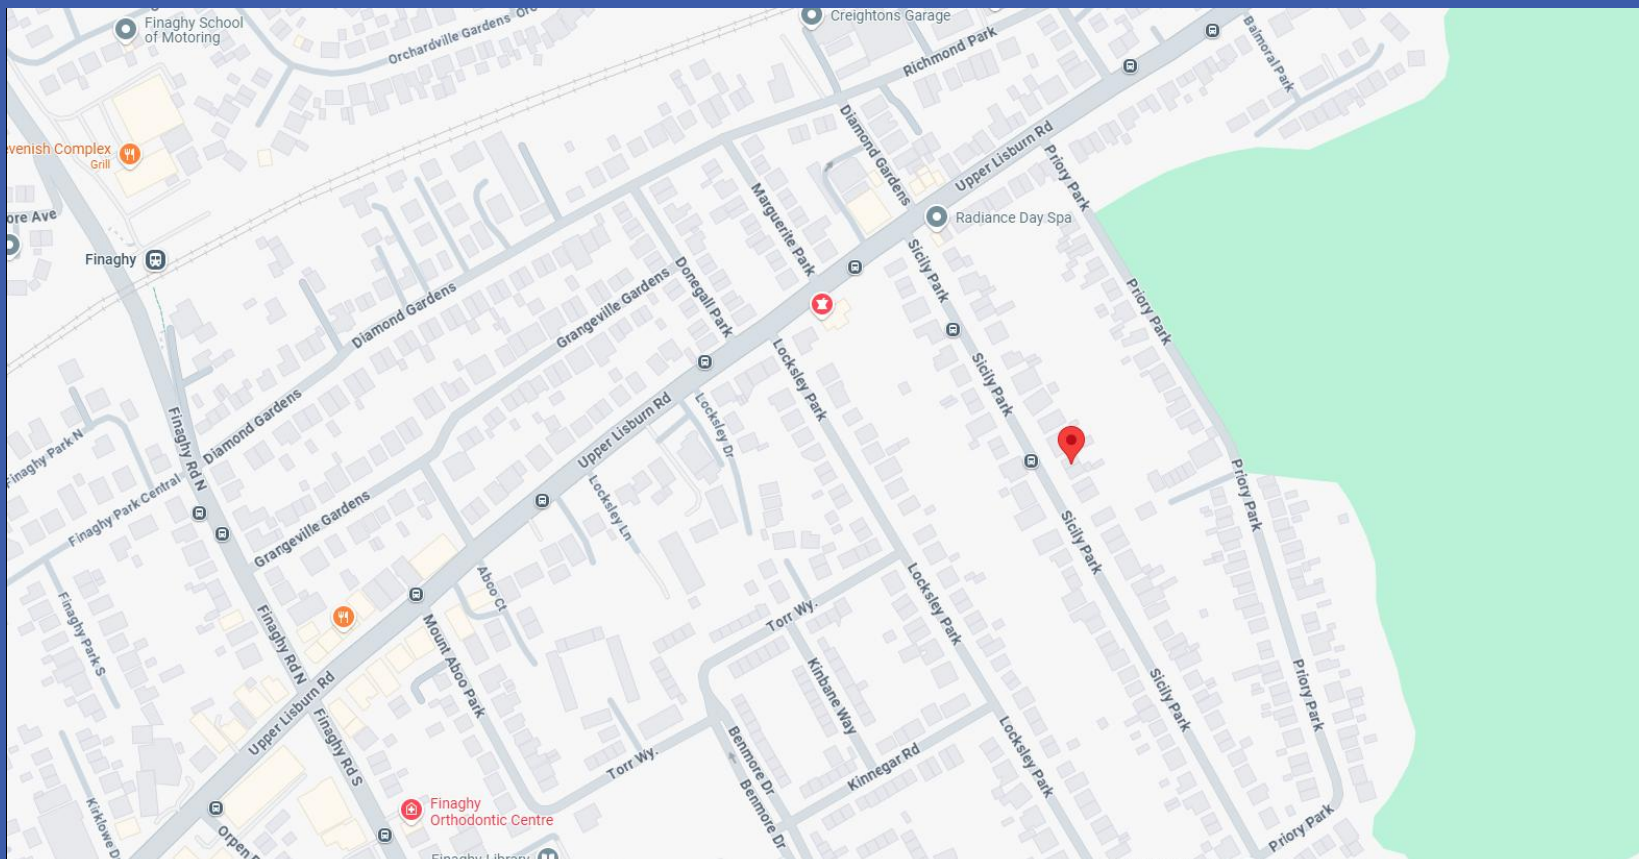 Finaghy School
of Motoring
Orchardville Gardens
Creightons Garage
Richmond Park
Balmoral Park
evenish Complex
Grill
Diamond Gardens
Upper Lisburn Rd
Priory Park
ore Ave
Marguerite Park
Radiance Day Spa
Finaghy
Donegall Park
Sicily Park
Grangeville Gardens
Diamond Gardens
Priory Park
Locksley Park
Sicily Park
Finaghy Rd N
Diamond Gardens
Upper Lisburn Rd
Locksley Dr
Finaghy Park N
Finaghy Park Central
Grangeville Gardens
Locksley Ln
Priory Park
Sicily Park
Finaghy Park S
Finaghy Rd N
Aboo Ct
Torr Wy.
Locksley Park
Mount Aboo Park
Kinbane Way
Sicily Park
Priory Park
Upper Lisburn Rd
Finaghy Rd S
Torr Wy.
Benmore Dr
Kinnegar Rd
Locksley Park
Benmore Dr
Kirklowe D
Finaghy
Orthodontic Centre
Priory Park
Orpen
Finaghy Library